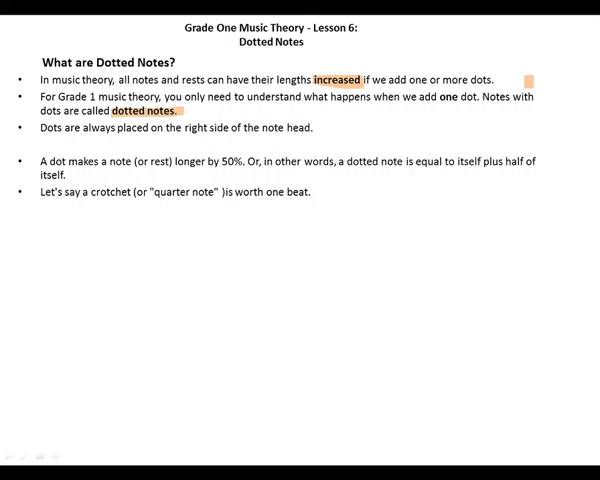 Grade One Music Theory - Lesson 6:
Dotted Notes
What are Dotted Notes?
• In music theory, all notes and rests can have their lengths increased if we add one or more dots.
• For Grade 1 music theory, you only need to understand what happens when we add one dot. Notes with
dots are called dotted notes.
• Dots are always placed on the right side of the note head.
• A dot makes a note (or rest) longer by 50%. Or, in other words, a dotted note is equal to itself plus half of
itself.
• Let's say a crotchet (or "quarter note" )is worth one beat.